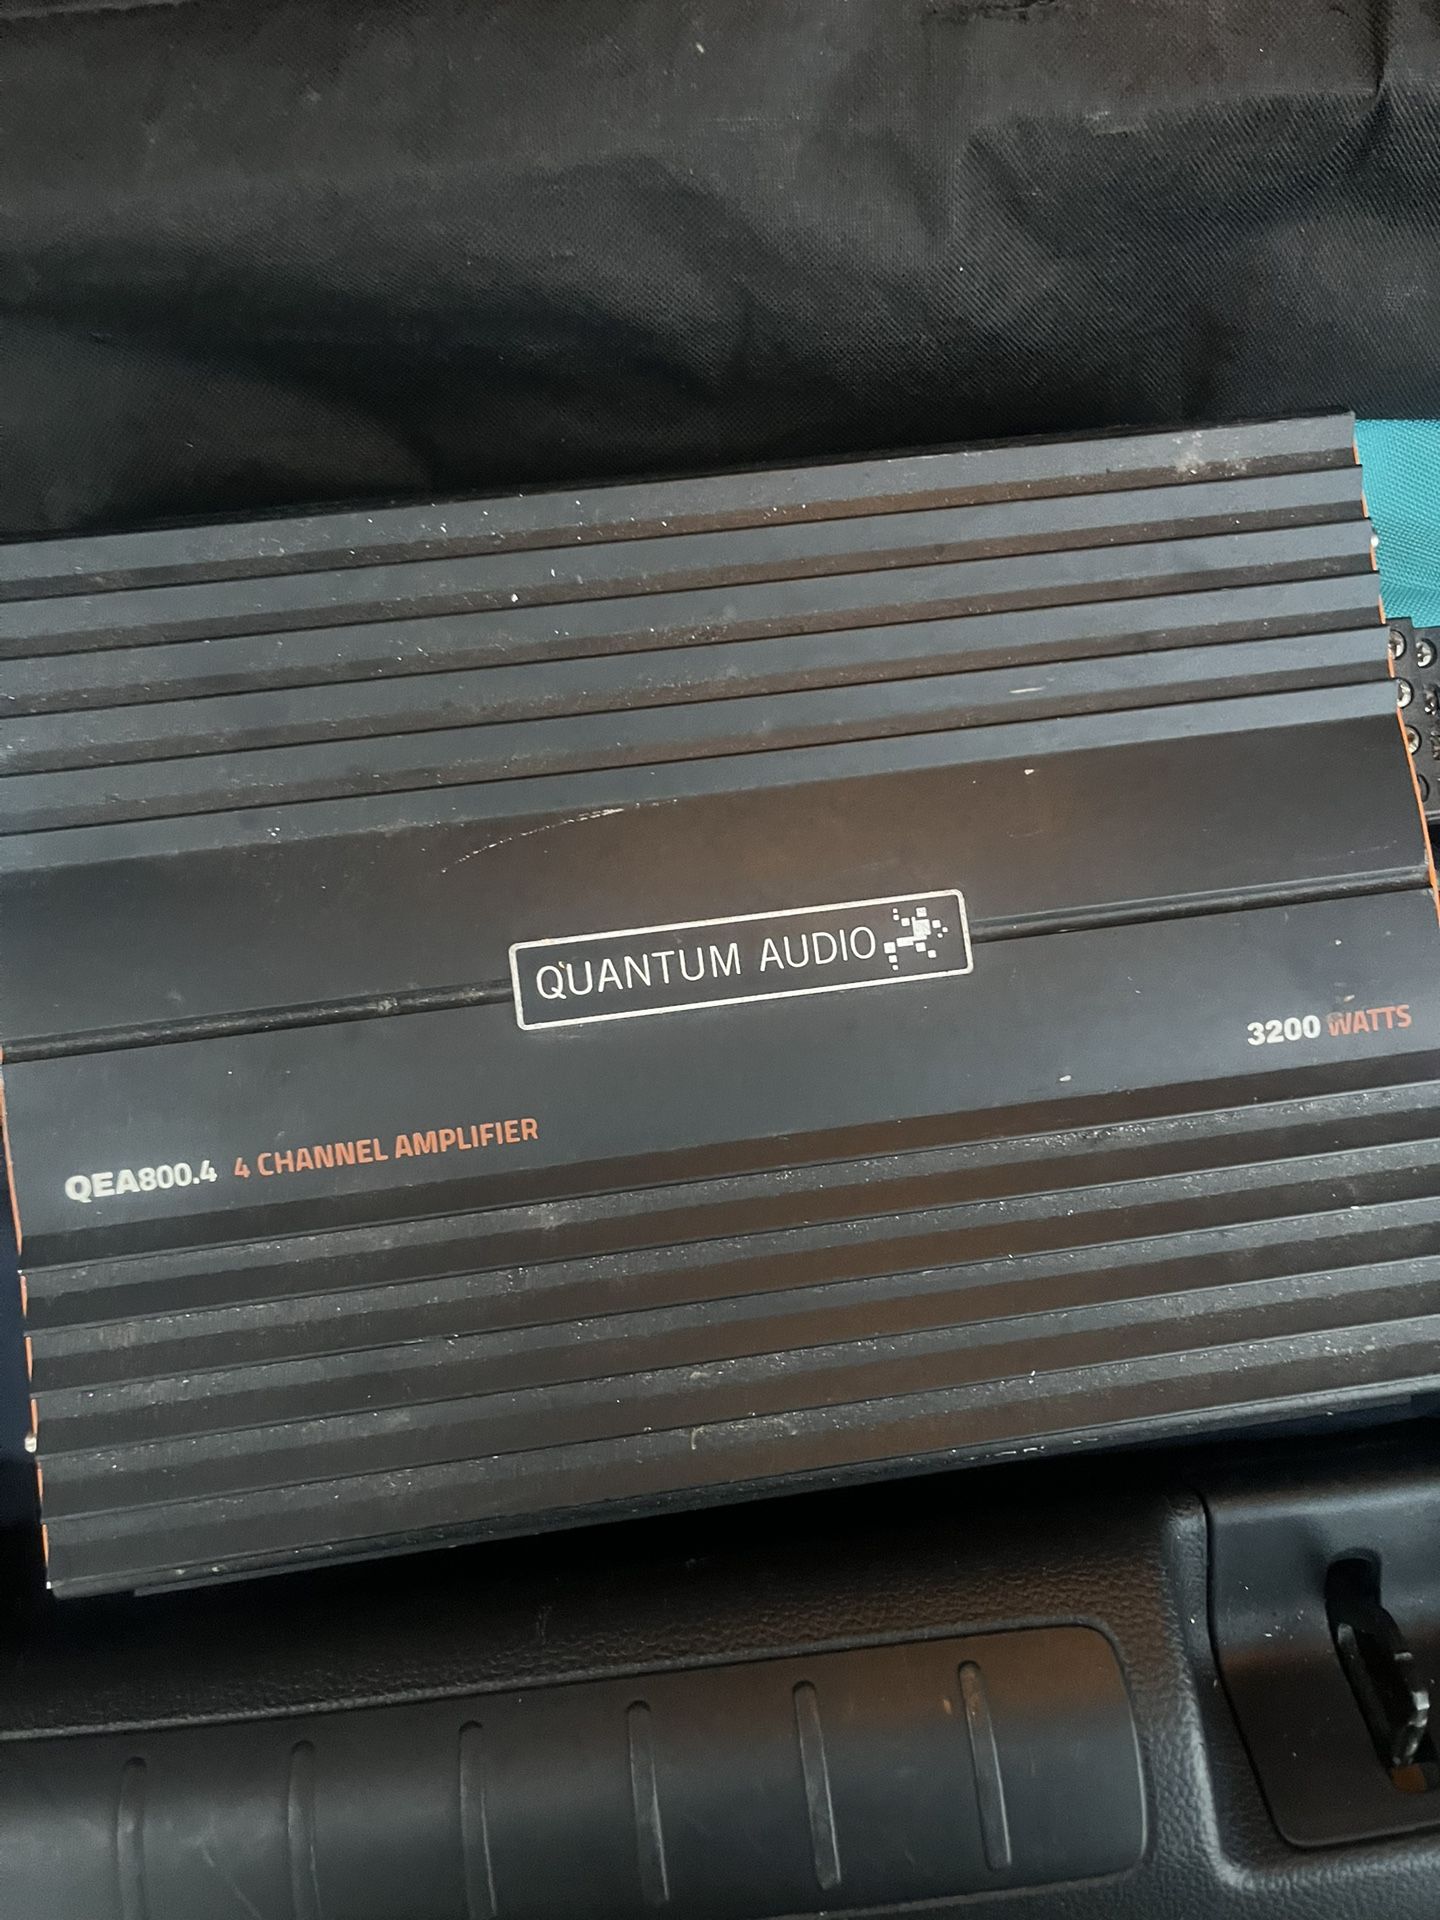 QUANTUM AUDIO
3200 WATTS
QEA800.4 4 CHANNEL AMPLIFIER